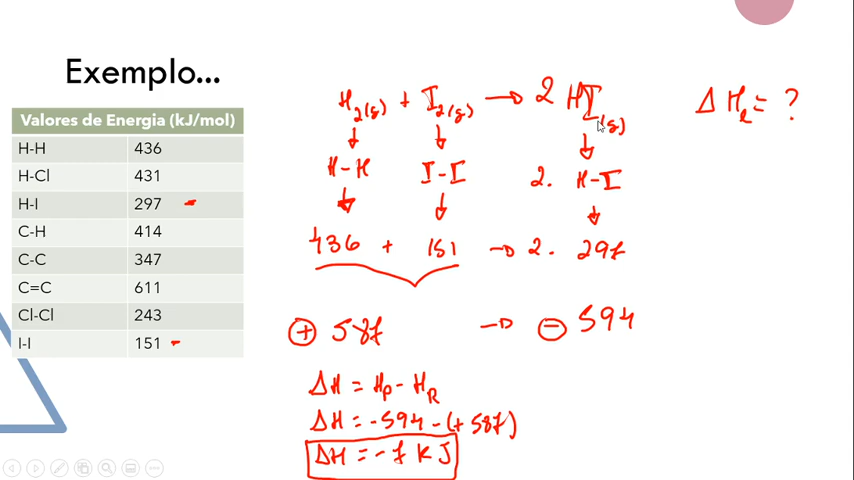 Exemplo...
Valores de Energia (kJ/mol)
H-H 436
H-Cl 431
H-I 297
C-H 414
C-C 347
C=C 611
Cl-Cl 243
I-I 151
H2(g) + I2(g) → 2 HI(g)
ΔHR = ?
H-H I-I 2. H-I
436 + 151 → 2. 297
+ 587 → - 594
ΔH = HP - HR
ΔH = -594 - (+587)
ΔH = -7 KJ